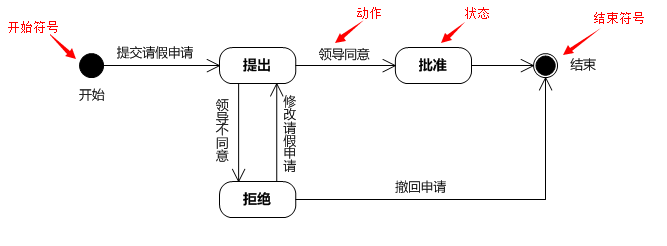 开始符号
动作
状态
结束符号
提交请假申请
提出
领导同意
批准
结束
开始
领导不同意
修改请假申请
拒绝
撤回申请